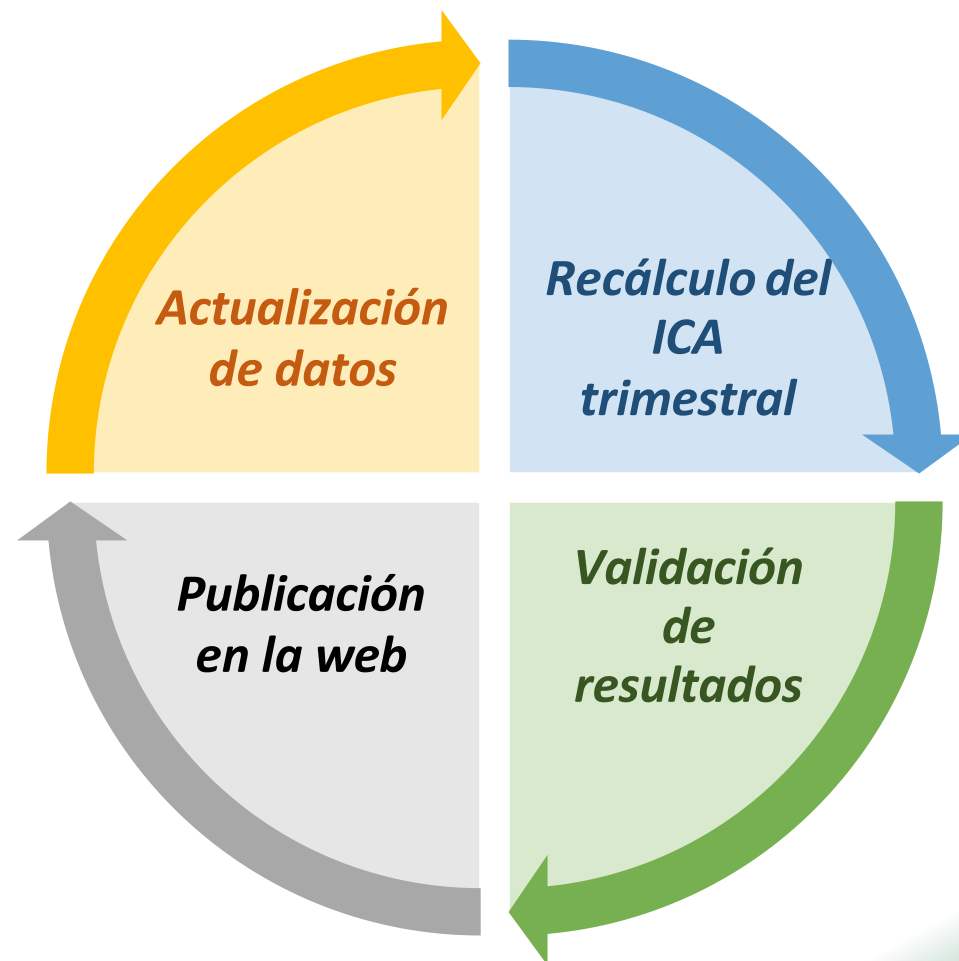 Actualización
de datos
Recálculo del
ICA
trimestral
Publicación
en la web
Validación
de
resultados